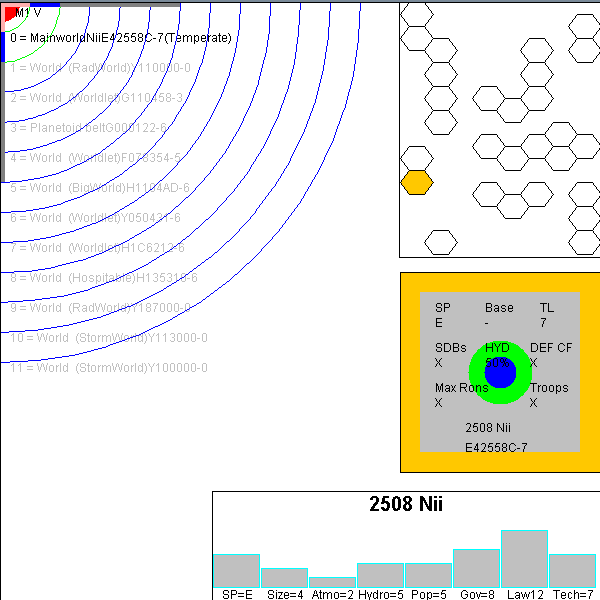 M1 V
0 = MainworldNiiE42558C-7(Temperate)
1 = World (RadWorld)Y110000-0
2 = World (Worldlet)G110458-3
3 = Planetoid beltG000122-6
4 = World (Worldlet)F073354-5
5 = World (BigWorld)H1104AD-6
6 = World (Worldlet)Y050431-6
7 = World (Worldlet)H1C6212-6
8 = World (Hospitable)H135319-6
9 = World (RadWorld)Y187000-0
10 = World (StormWorld)Y113000-0
11 = World (StormWorld)Y100000-0
SP Base TL
E - 7
SDBs HYD DEF CF
X 50% X
Max Rons Troops
X X
2508 Nii
E42558C-7
2508 Nii
SP=E Size=4 Atmo=2 Hydro=5 Pop=5 Gov=8 Law12 Tech=7